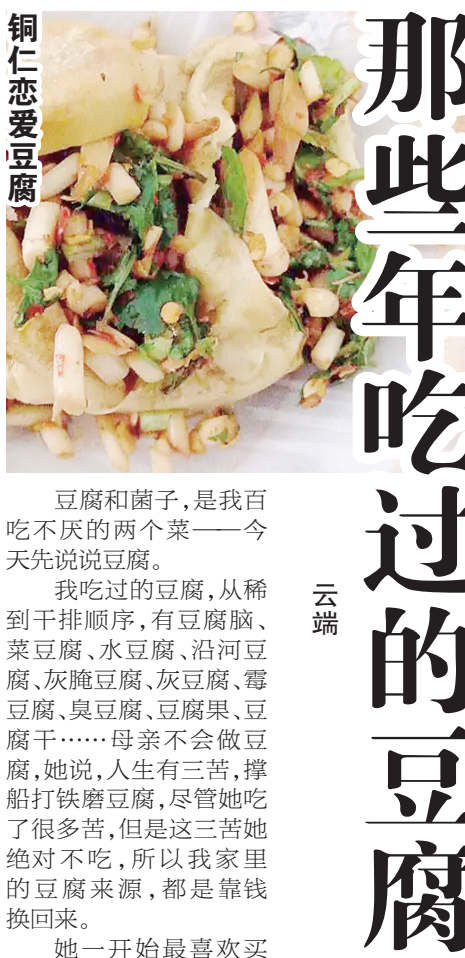 那些年吃过的豆腐
云端
铜仁恋爱豆腐
豆腐和菌子，是我百
吃不厌的两个菜——今
天先说说豆腐。
我吃过的豆腐，从稀
到干排顺序，有豆腐脑、
菜豆腐、水豆腐、沿河豆
腐、灰腌豆腐、灰豆腐、霉
豆腐、臭豆腐、豆腐果、豆
腐干……母亲不会做豆
腐，她说，人生有三苦，撑
船打铁磨豆腐，尽管她吃
了很多苦，但是这三苦她
绝对不吃，所以我家里
的豆腐来源，都是靠钱
换回来。
她一开始最喜欢买